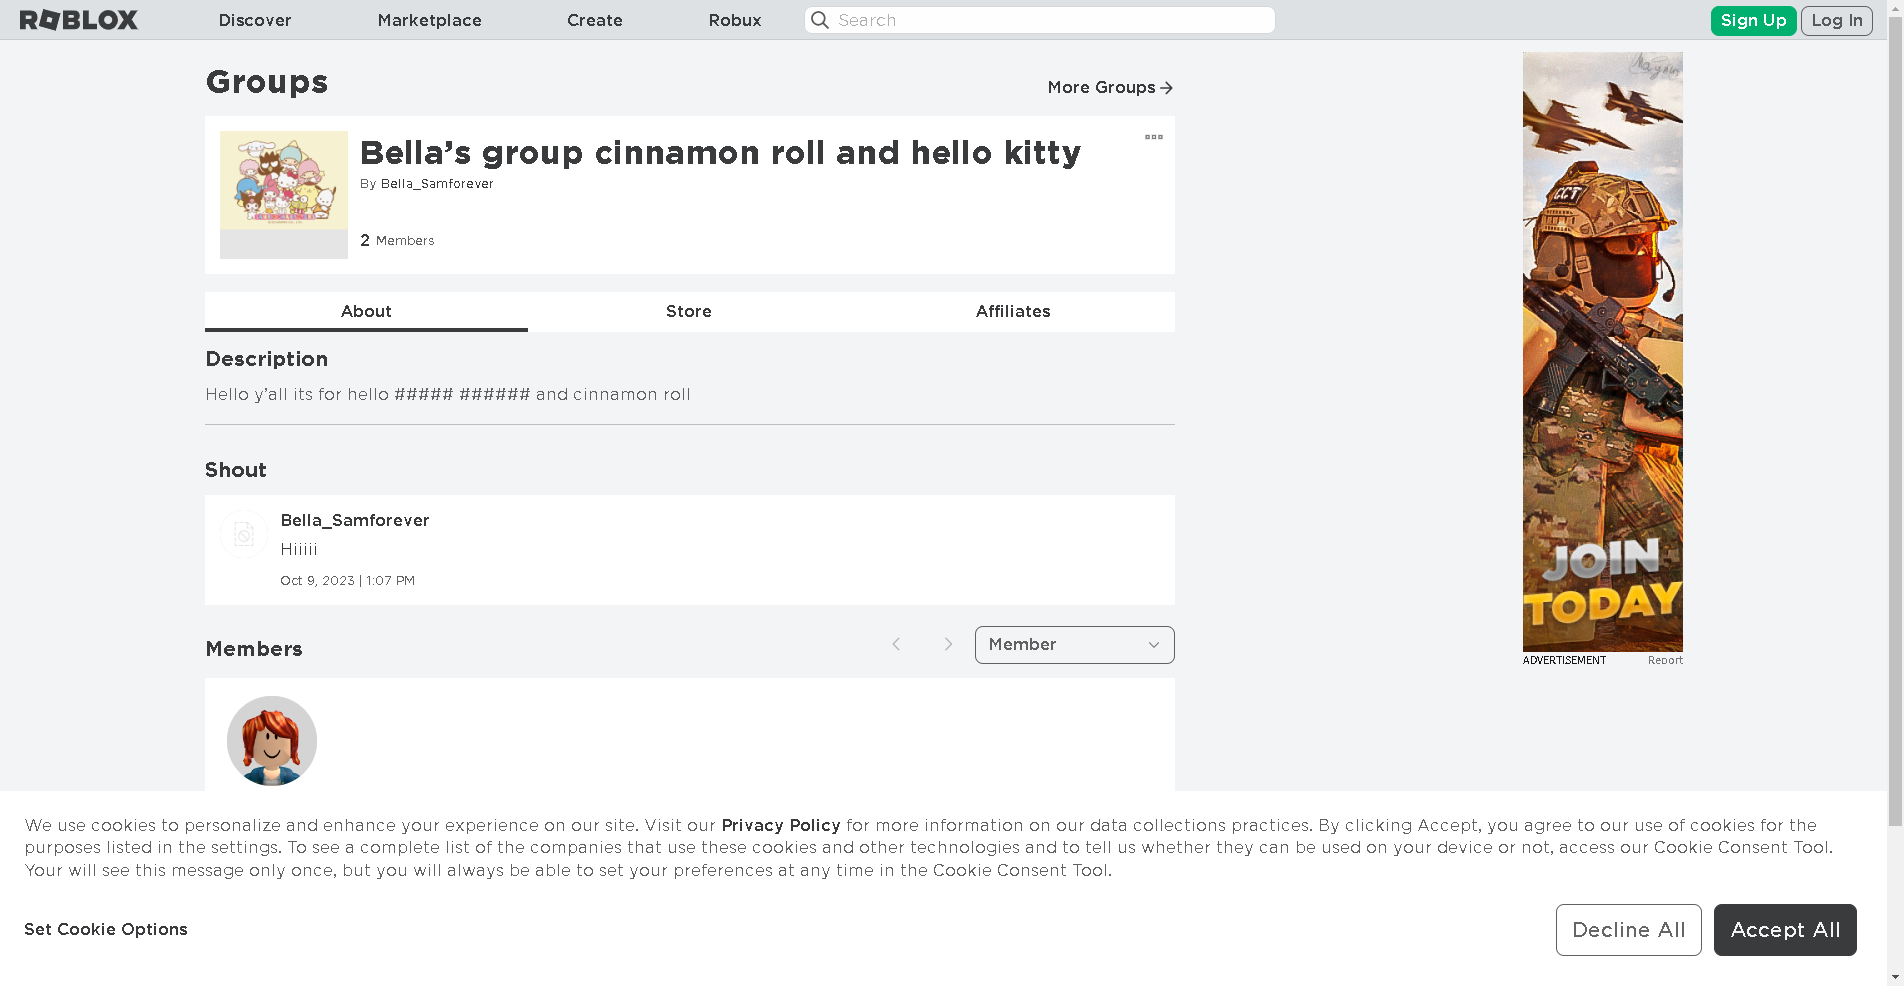 ROBLOX Discover Marketplace Create Robux Search Sign Up Log In
Groups
More Groups
Bella’s group cinnamon roll and hello kitty
By Bella_Samforever
2 Members
About Store Affiliates
Description
Hello y’all its for hello ##### ###### and cinnamon roll
Shout
Bella_Samforever
Hiiiii
Oct 9, 2023 | 1:07 PM
Members
Member
CCT
JOIN
TODAY
ADVERTISEMENT Report
We use cookies to personalize and enhance your experience on our site. Visit our Privacy Policy for more information on our data collections practices. By clicking Accept, you agree to our use of cookies for the
purposes listed in the settings. To see a complete list of the companies that use these cookies and other technologies and to tell us whether they can be used on your device or not, access our Cookie Consent Tool.
Your will see this message only once, but you will always be able to set your preferences at any time in the Cookie Consent Tool.
Set Cookie Options
Decline All Accept All